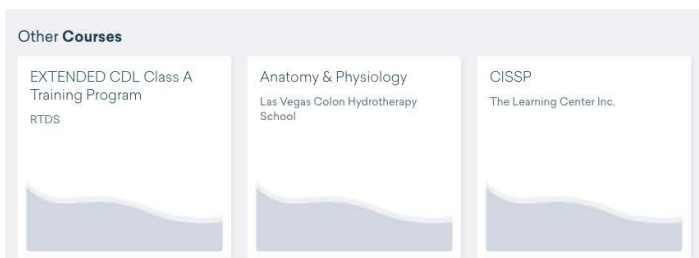 Other Courses
EXTENDED CDL Class A
Training Program
RTDS
Anatomy & Physiology
Las Vegas Colon Hydrotherapy
School
CISSP
The Learning Center Inc.